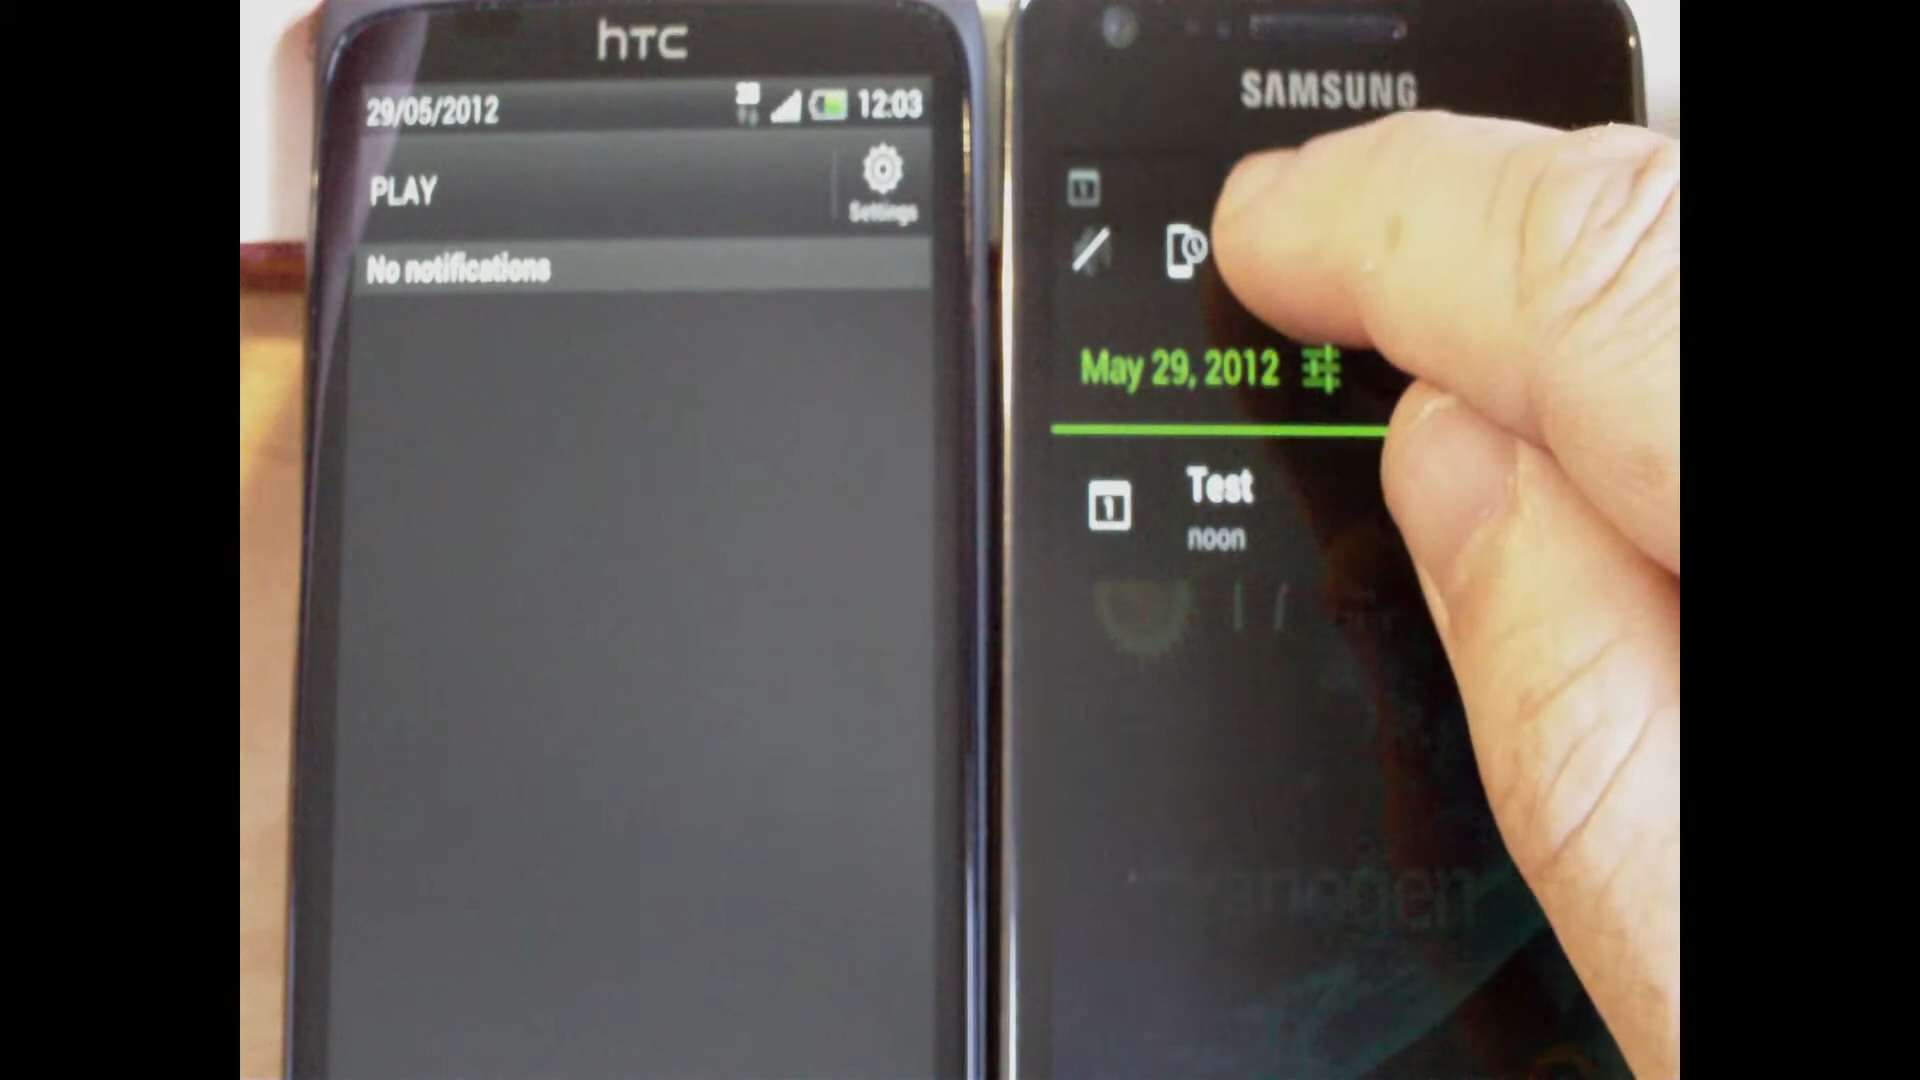 hTC
29/05/2012 12:03
PLAY
Settings
No notifications
SAMSUNG
May 29, 2012
Test
noon